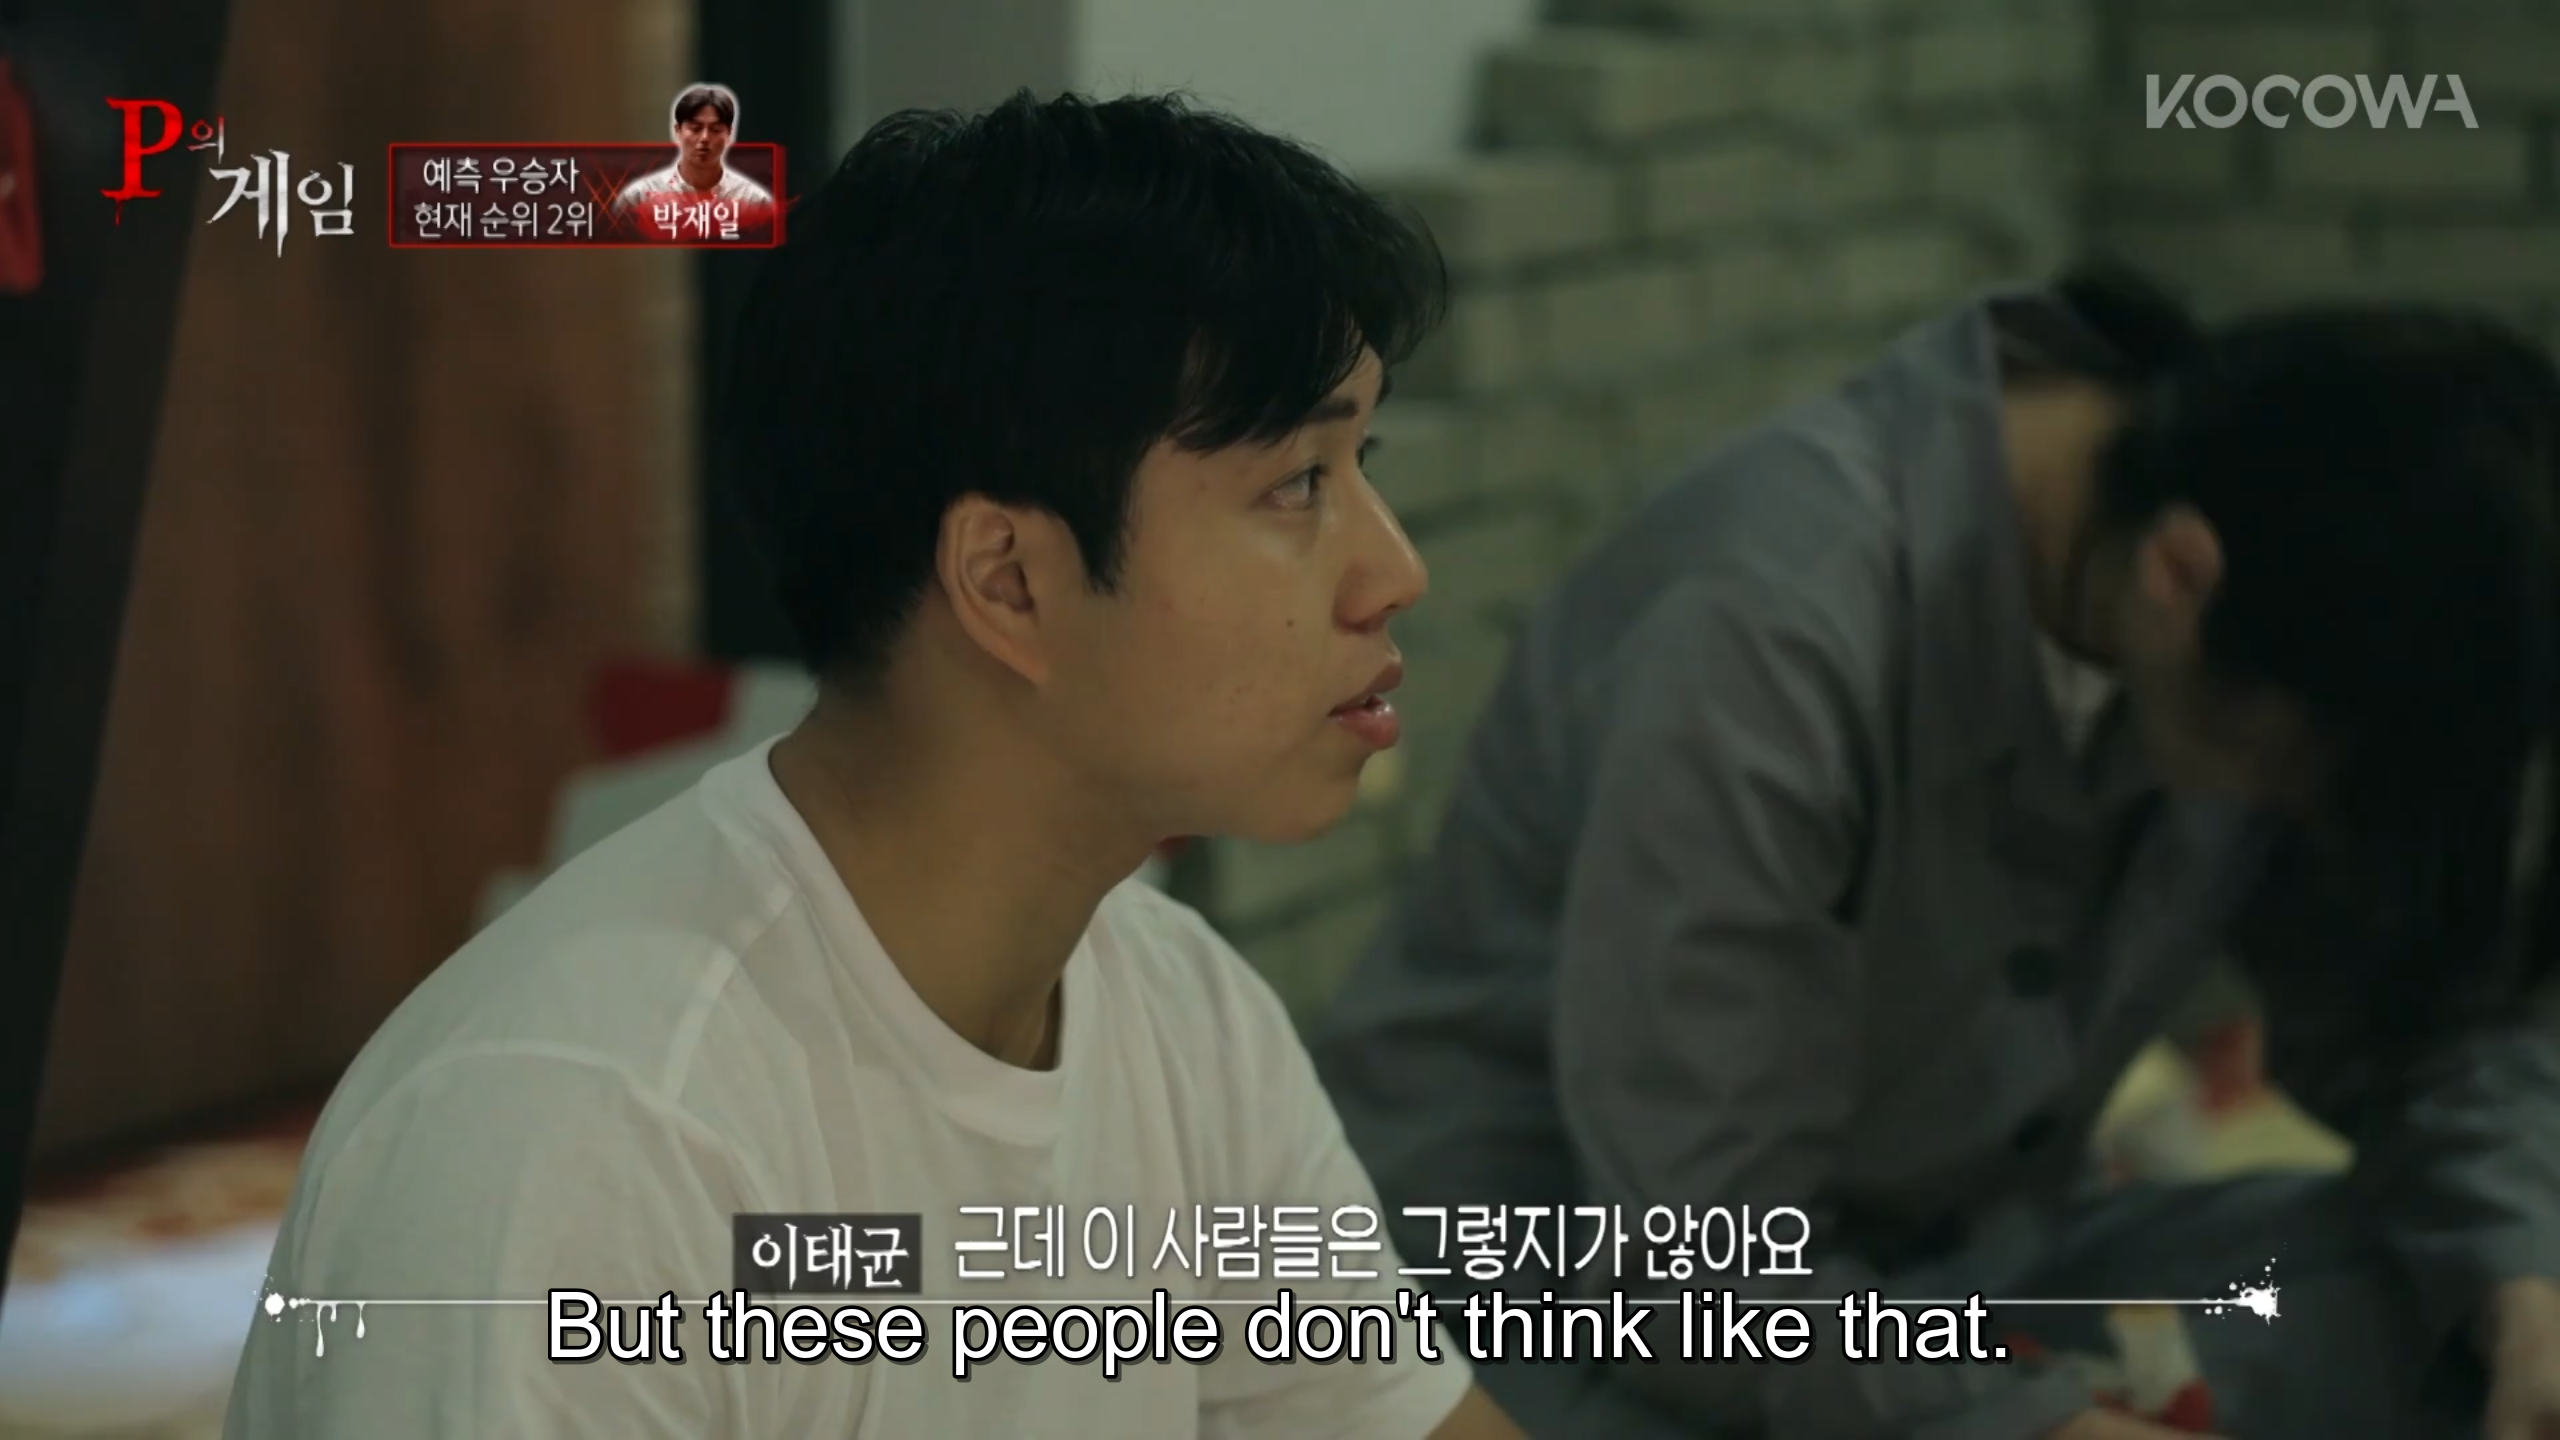 P의 게임
예측 우승자
현재 순위 2위
박재일
KOCOWA
이태균 근데 이 사람들은 그렇지가 않아요
But these people don't think like that.